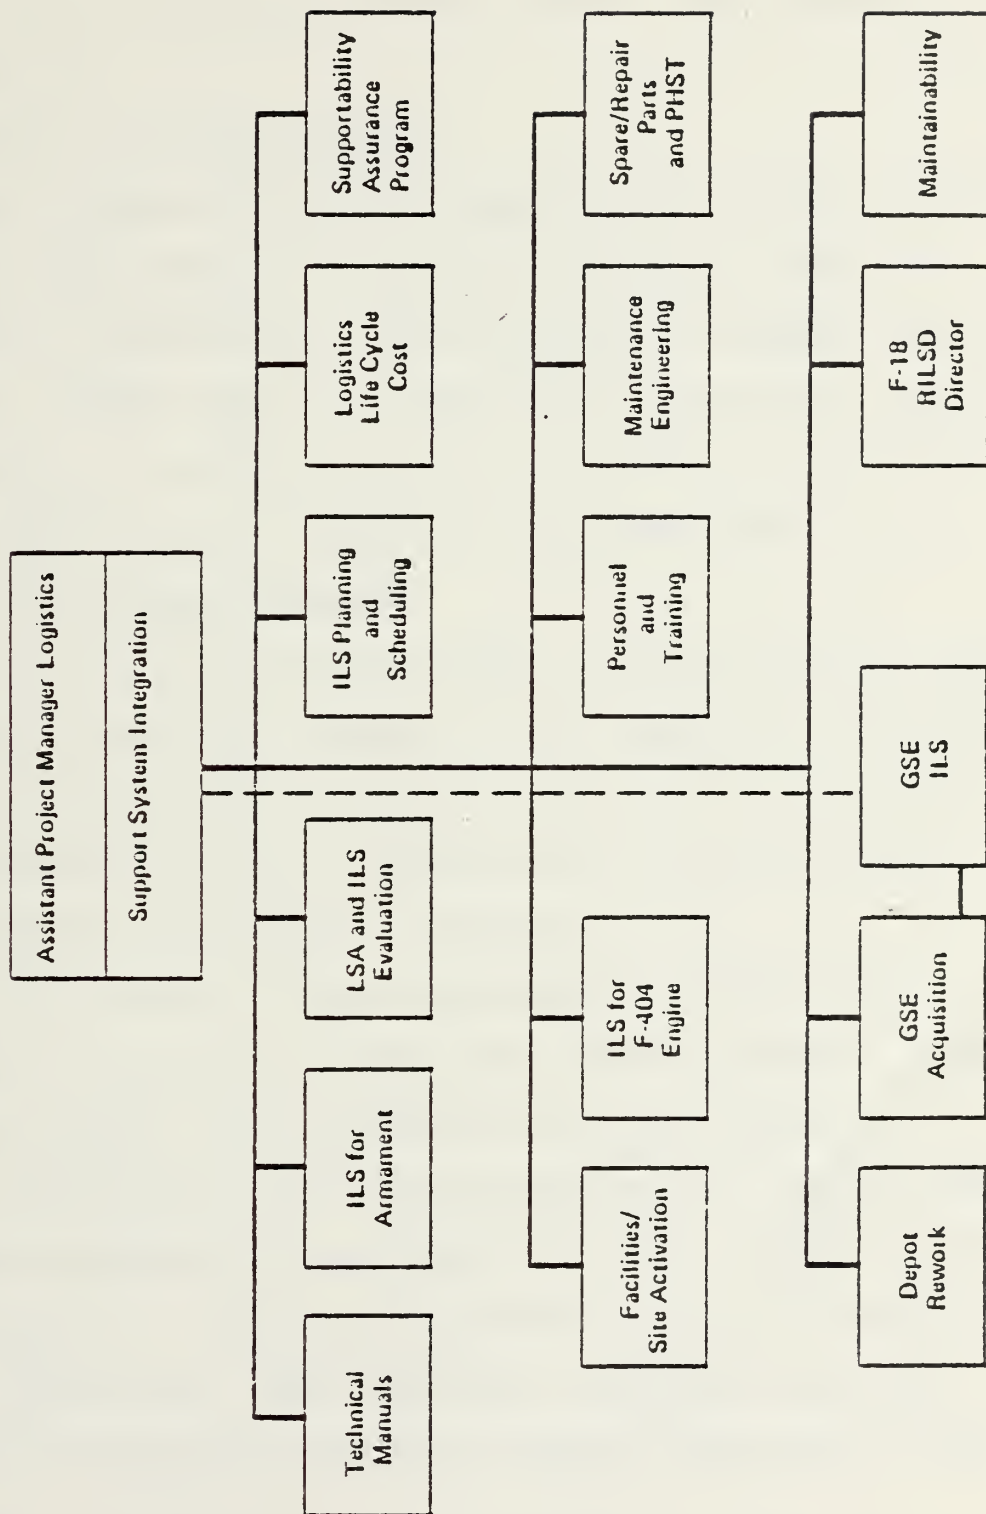 Assistant Project Manager Logistics
Support System Integration
Technical
Manuals
ILS for
Armament
LSA and ILS
Evaluation
ILS Planning
and
Scheduling
Logistics
Life Cycle
Cost
Supportability
Assurance
Program
Facilities/
Site Activation
ILS for
F-404
Engine
Personnel
and
Training
Maintenance
Engineering
Spare/Repair
Parts
and PHST
Depot
Rework
GSE
Acquisition
GSE
ILS
F-18
RILSD
Director
Maintainability